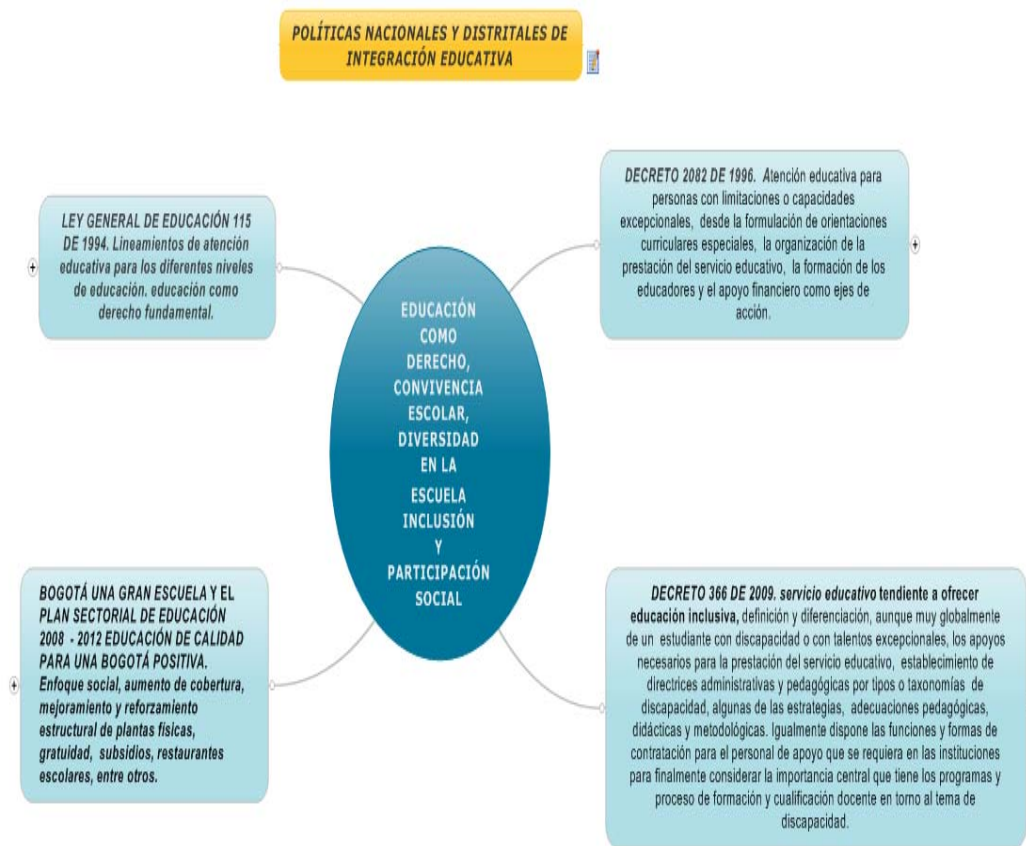 POLÍTICAS NACIONALES Y DISTRITALES DE
INTEGRACIÓN EDUCATIVA
LEY GENERAL DE EDUCACIÓN 115
DE 1994. Lineamientos de atención
educativa para los diferentes niveles
de educación. educación como
derecho fundamental.
DECRETO 2082 DE 1996. Atención educativa para
personas con limitaciones o capacidades
excepcionales, desde la formulación de orientaciones
curriculares especiales, la organización de la
prestación del servicio educativo, la formación de los
educadores y el apoyo financiero como ejes de
acción.
EDUCACIÓN
COMO
DERECHO,
CONVIVENCIA
ESCOLAR,
DIVERSIDAD
EN LA
ESCUELA
INCLUSIÓN
Y
PARTICIPACIÓN
SOCIAL
BOGOTÁ UNA GRAN ESCUELA Y EL
PLAN SECTORIAL DE EDUCACIÓN
2008 - 2012 EDUCACIÓN DE CALIDAD
PARA UNA BOGOTÁ POSITIVA.
Enfoque social, aumento de cobertura,
mejoramiento y reforzamiento
estructural de plantas físicas,
gratuidad, subsidios, restaurantes
escolares, entre otros.
DECRETO 366 DE 2009. servicio educativo tendiente a ofrecer
educación inclusiva, definición y diferenciación, aunque muy globalmente
de un estudiante con discapacidad o con talentos excepcionales, los apoyos
necesarios para la prestación del servicio educativo, establecimiento de
directrices administrativas y pedagógicas por tipos o taxonomías de
discapacidad, algunas de las estrategias, adecuaciones pedagógicas,
didácticas y metodológicas. Igualmente dispone las funciones y formas de
contratación para el personal de apoyo que se requiera en las instituciones
para finalmente considerar la importancia central que tiene los programas y
proceso de formación y cualificación docente en torno al tema de
discapacidad.